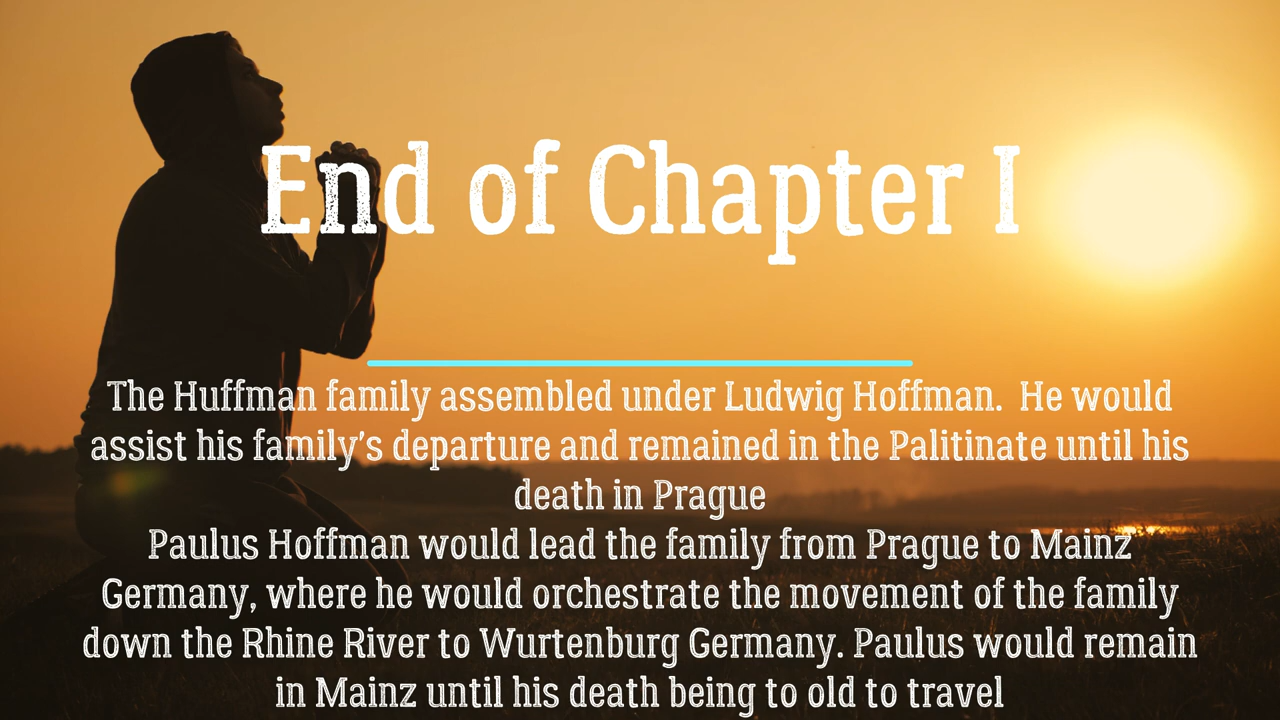 End of Chapter I
The Huffman family assembled under Ludwig Hoffman.  He would
assist his family's departure and remained in the Palitinate until his
death in Prague
Paulus Hoffman would lead the family from Prague to Mainz
Germany, where he would orchestrate the movement of the family
down the Rhine River to Wurtenburg Germany. Paulus would remain
in Mainz until his death being to old to travel